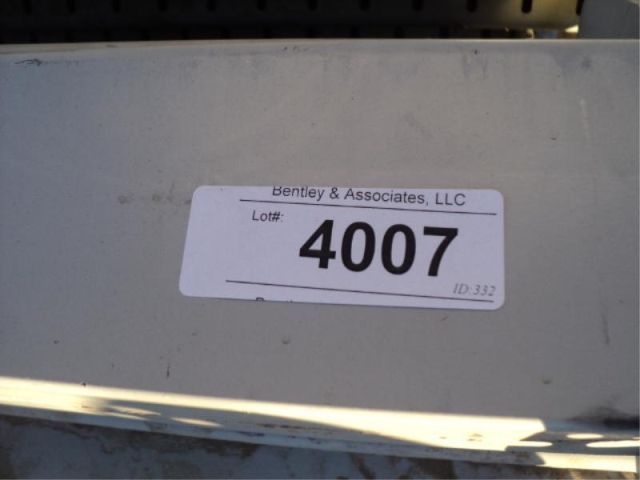 Bentley & Associates, LLC
Lot#:
4007
ID:332